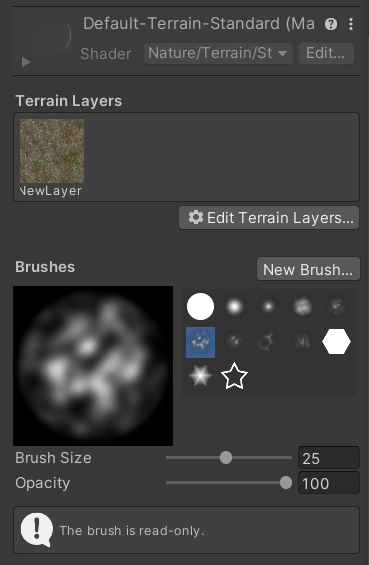 Default-Terrain-Standard (Ma
Shader Nature/Terrain/St Edit...
Terrain Layers
NewLayer
Edit Terrain Layers...
Brushes
New Brush...
Brush Size 25
Opacity 100
The brush is read-only.